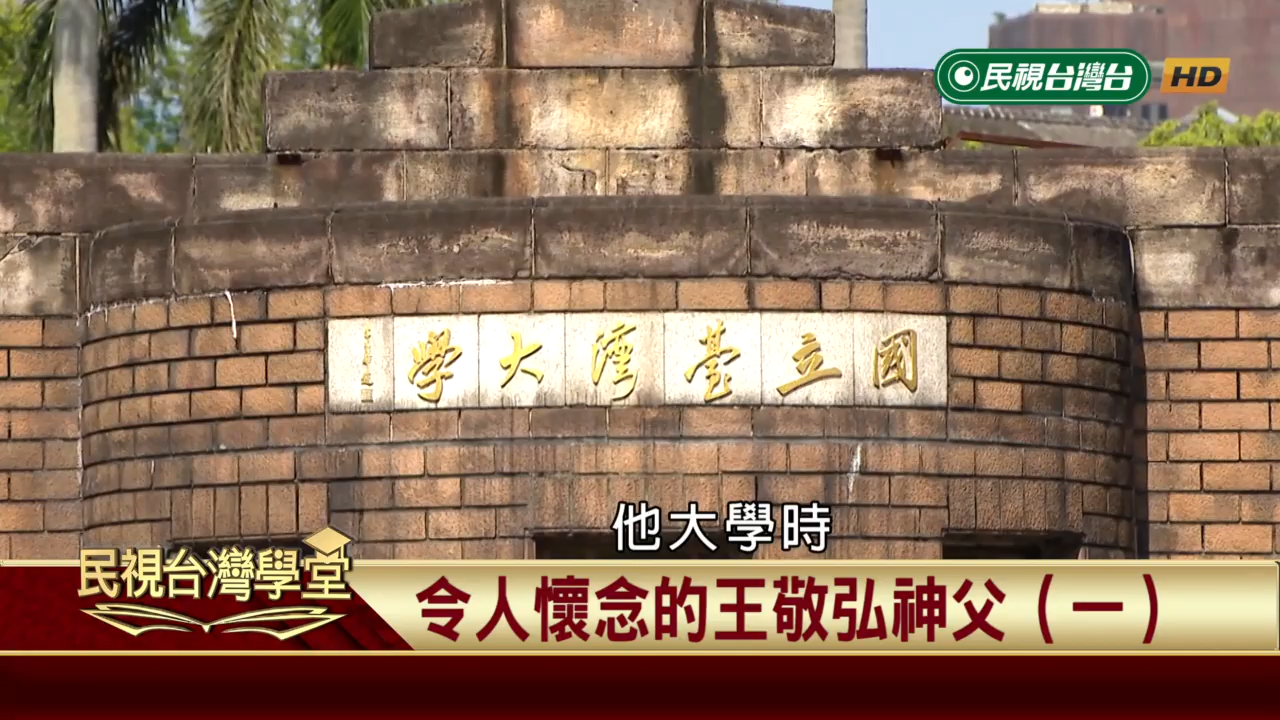 民視台灣台 HD
國立臺灣大學
他大學時
民視台灣學堂
令人懷念的王敬弘神父(一)